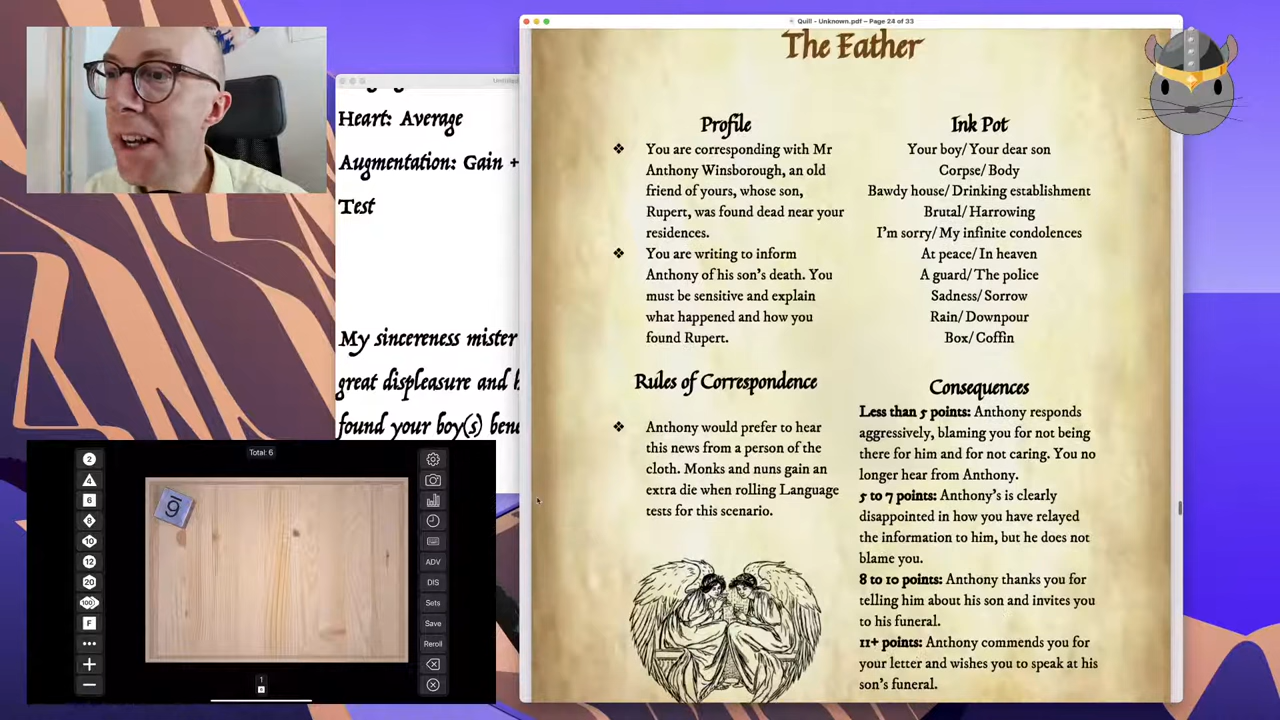 Quill - Unknown.pdf – Page 24 of 33
The Father
Profile
❖ You are corresponding with Mr
Anthony Winsborough, an old
friend of yours, whose son,
Rupert, was found dead near your
residences.
❖ You are writing to inform
Anthony of his son's death. You
must be sensitive and explain
what happened and how you
found Rupert.
Rules of Correspondence
❖ Anthony would prefer to hear
this news from a person of the
cloth. Monks and nuns gain an
extra die when rolling Language
tests for this scenario.
Ink Pot
Your boy/ Your dear son
Corpse/ Body
Bawdy house/ Drinking establishment
Brutal/ Harrowing
I'm sorry/ My infinite condolences
At peace/ In heaven
A guard/ The police
Sadness/ Sorrow
Rain/ Downpour
Box/ Coffin
Consequences
Less than 5 points: Anthony responds
aggressively, blaming you for not being
there for him and for not caring. You no
longer hear from Anthony.
5 to 7 points: Anthony's is clearly
disappointed in how you have relayed
the information to him, but he does not
blame you.
8 to 10 points: Anthony thanks you for
telling him about his son and invites you
to his funeral.
11+ points: Anthony commends you for
your letter and wishes you to speak at his
son's funeral.
Heart: Average
Augmentation: Gain +
Test
My sincereness mister
great displeasure and
found your boy(s)
Total: 6
2
4
6
8
10
12
20
100
F
ADV
DIS
Sets
Save
Reroll
1
6